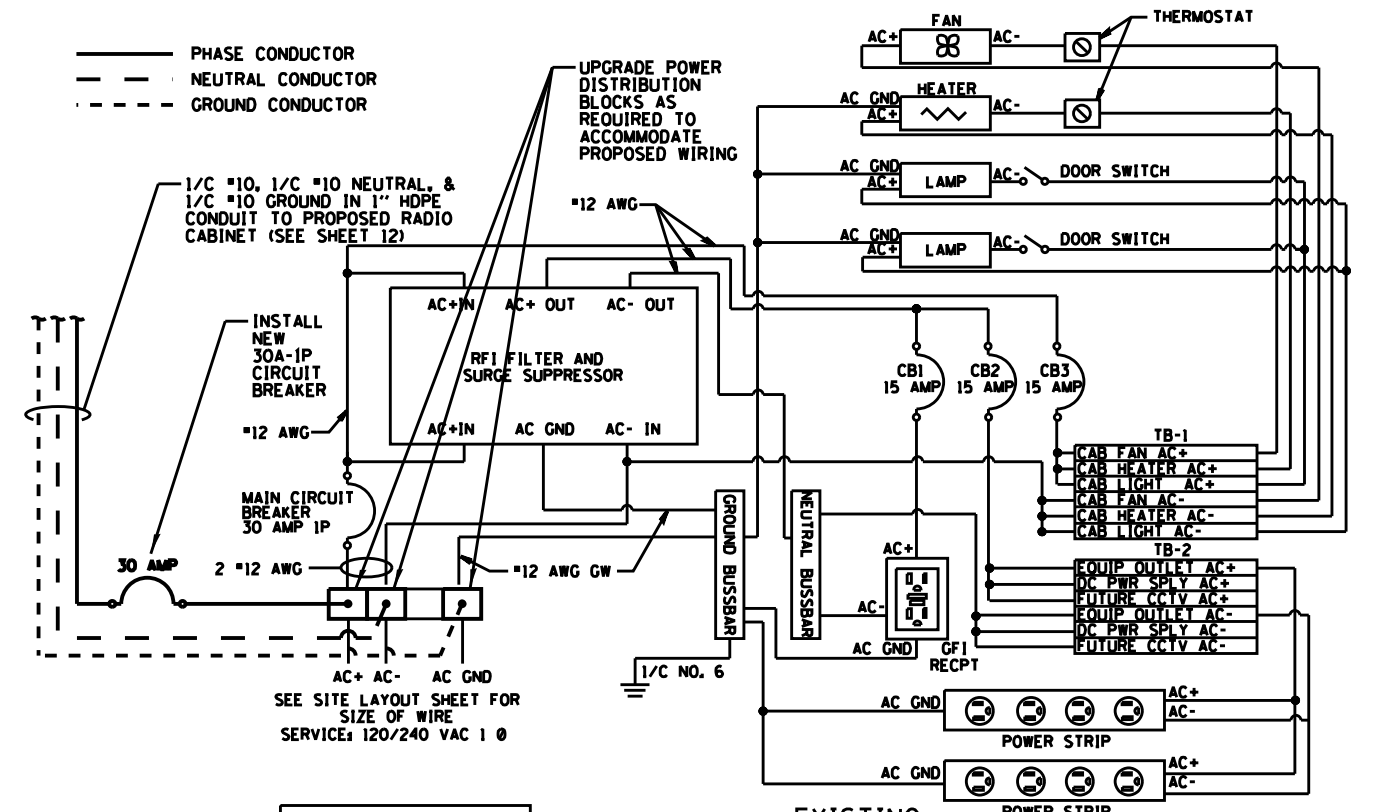 PHASE CONDUCTOR
NEUTRAL CONDUCTOR
GROUND CONDUCTOR
UPGRADE POWER
DISTRIBUTION
BLOCKS AS
REQUIRED TO
ACCOMMODATE
PROPOSED WIRING
FAN
AC+
AC-
THERMOSTAT
HEATER
AC GND
AC+
AC-
AC GND
AC+
LAMP
AC-
DOOR SWITCH
AC GND
AC+
LAMP
AC-
DOOR SWITCH
1/C #10, 1/C #10 NEUTRAL, &
1/C #10 GROUND IN 1" HDPE
CONDUIT TO PROPOSED RADIO
CABINET (SEE SHEET 12)
#12 AWG
INSTALL
NEW
30A-1P
CIRCUIT
BREAKER
AC+IN
AC+ OUT
AC- OUT
RFI FILTER AND
SURGE SUPPRESSOR
AC+IN
AC GND
AC- IN
#12 AWG
MAIN CIRCUIT
BREAKER
30 AMP 1P
30 AMP
2 #12 AWG
#12 AWG GW
CB1
15 AMP
CB2
15 AMP
CB3
15 AMP
TB-1
CAB FAN AC+
CAB HEATER AC+
CAB LIGHT AC+
CAB FAN AC-
CAB HEATER AC-
CAB LIGHT AC-
TB-2
EQUIP OUTLET AC+
DC PWR SPLY AC+
FUTURE CCTV AC+
EQUIP OUTLET AC-
DC PWR SPLY AC-
FUTURE CCTV AC-
GROUND BUSSBAR
NEUTRAL BUSSBAR
AC+
AC-
AC GND
GFI
RECPT
1/C NO. 6
AC+ AC- AC GND
SEE SITE LAYOUT SHEET FOR
SIZE OF WIRE
SERVICE: 120/240 VAC 1 Ø
AC GND
AC+
AC-
POWER STRIP
AC GND
AC+
AC-
POWER STRIP
EXISTING